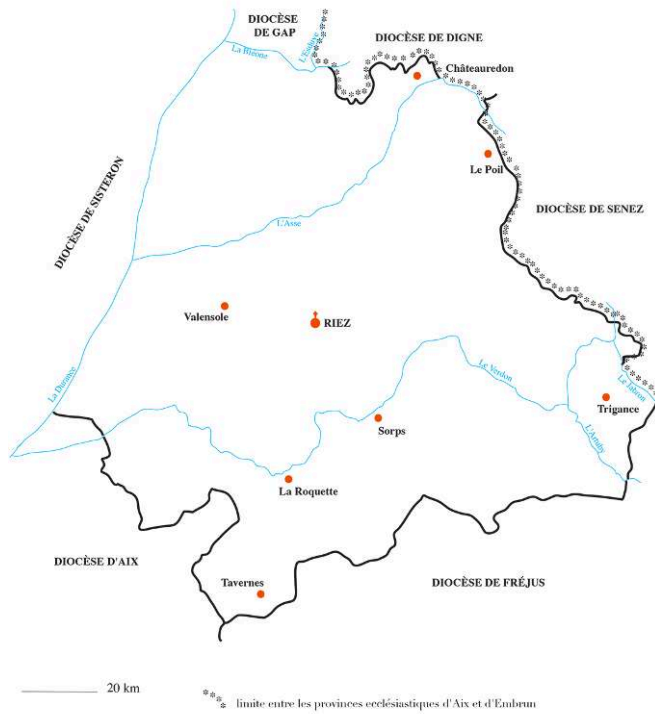 DIOCÈSE
DE GAP
DIOCÈSE DE DIGNE
La Bléone
L'Estoive
Châteauredon
Le Poil
DIOCÈSE DE SISTERON
DIOCÈSE DE SENEZ
L'Asse
Valensole
RIEZ
La Durance
Le Verdon
Le Jabron
Trigance
Sorps
L'Artuby
La Roquette
DIOCÈSE D'AIX
Tavernes
DIOCÈSE DE FRÉJUS
20 km
limite entre les provinces ecclésiastiques d'Aix et d'Embrun